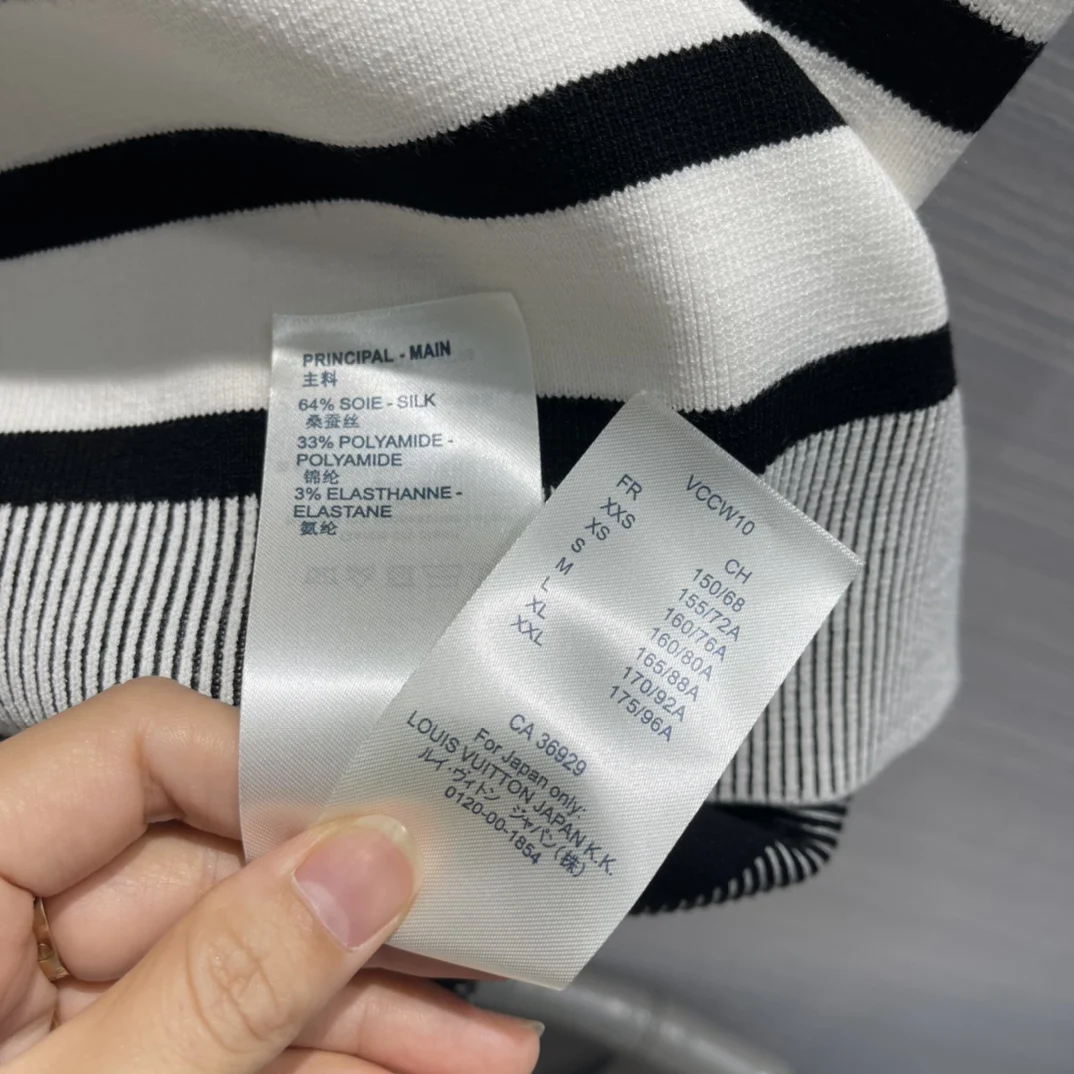 PRINCIPAL - MAIN
主料
64% SOIE - SILK
桑蚕丝
33% POLYAMIDE -
POLYAMIDE
锦纶
3% ELASTHANNE -
ELASTANE
氨纶
VCCW10
FR CH
XXS 150/68
XS 155/72A
S 160/76A
M 160/80A
L 165/88A
XL 170/92A
XXL 175/96A
CA 36929
For Japan only:
LOUIS VUITTON JAPAN K.K.
ルイ・ヴィトン ジャパン(株)
0120-00-1854